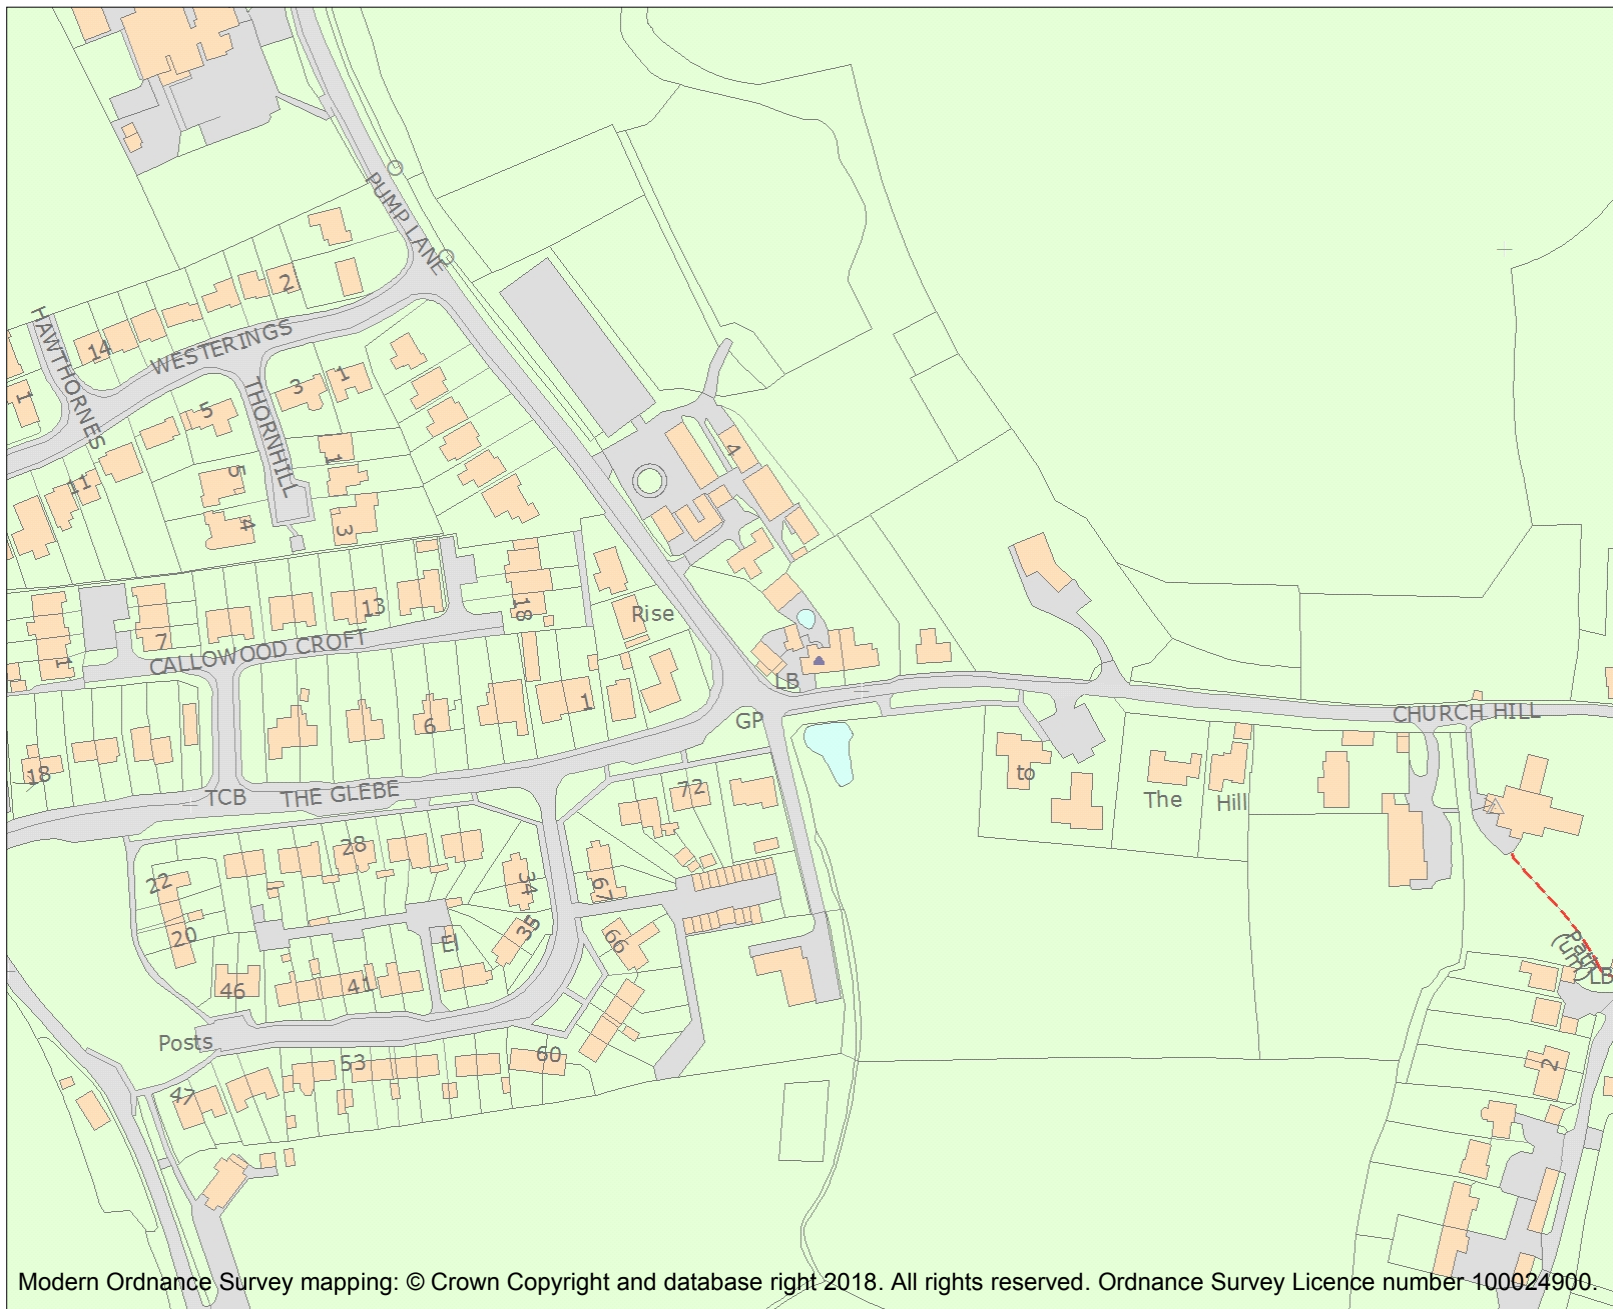 PUMP LANE
HAWTHORNES
2
14
WESTERINGS
1
THORNHILL
3
1
5
4
11
5
1
4
3
13
18
Rise
7
1
CALLOWOOD CROFT
LB
1
6
GP
CHURCH HILL
18
TCB
THE GLEBE
72
to
The
Hill
28
22
34
67
20
35
66
El
46
41
Path
(um)
LB
Posts
53
60
2
47
Modern Ordnance Survey mapping: © Crown Copyright and database right 2018. All rights reserved. Ordnance Survey Licence number 100024900.